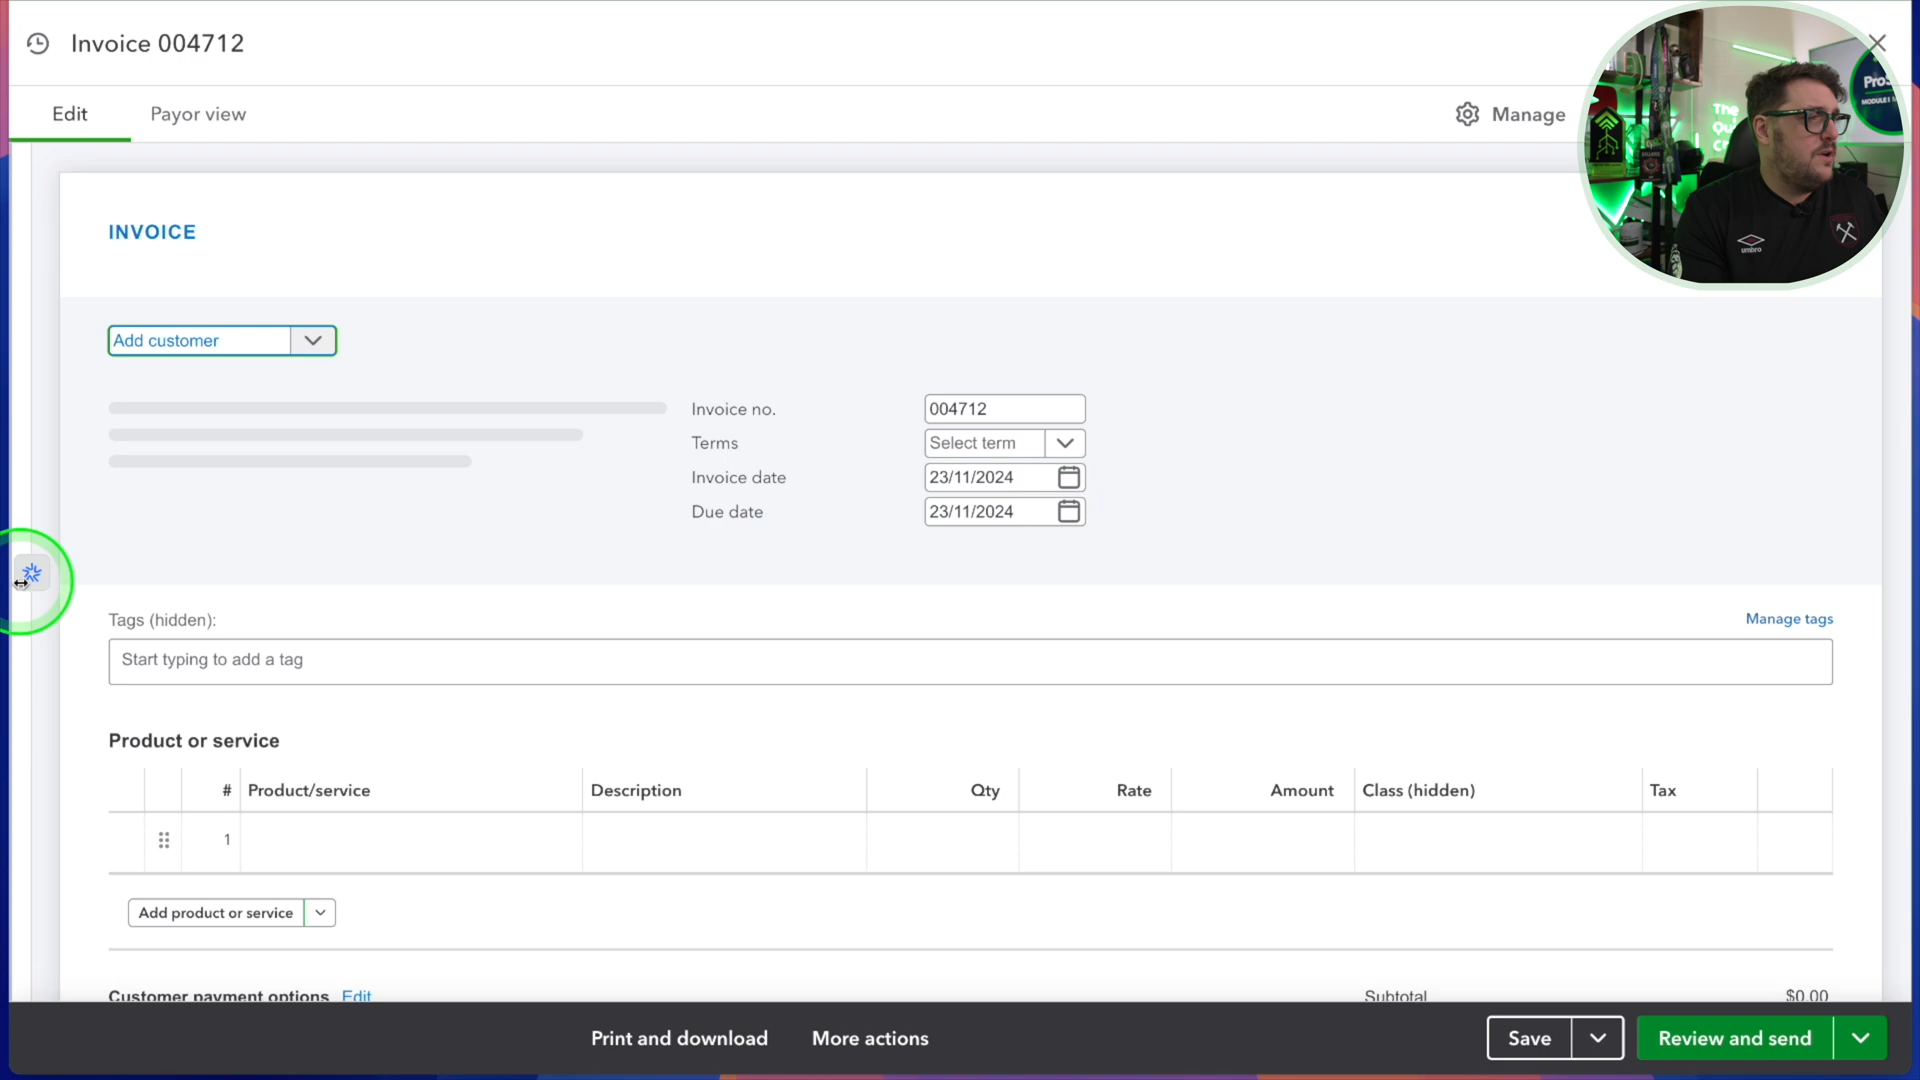 Invoice 004712
Edit
Payor view
Manage
INVOICE
Add customer
Invoice no.
004712
Terms
Select term
Invoice date
23/11/2024
Due date
23/11/2024
Tags (hidden):
Manage tags
Start typing to add a tag
Product or service
# Product/service Description Qty Rate Amount Class (hidden) Tax
1
Add product or service
Customer payment options Edit
Subtotal $0.00
Print and download
More actions
Save
Review and send
The
umbro